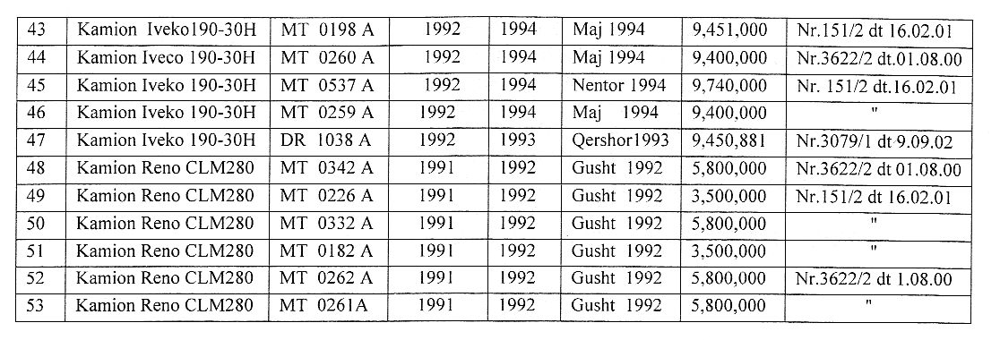 43 Kamion Iveko190-30H MT 0198 A 1992 1994 Maj 1994 9,451,000 Nr.151/2 dt 16.02.01
44 Kamion Iveco 190-30H MT 0260 A 1992 1994 Maj 1994 9,400,000 Nr.3622/2 dt.01.08.00
45 Kamion Iveko 190-30H MT 0537 A 1992 1994 Nentor 1994 9,740,000 Nr. 151/2 dt.16.02.01
46 Kamion Iveko 190-30H MT 0259 A 1992 1994 Maj 1994 9,400,000 "
47 Kamion Iveko 190-30H DR 1038 A 1992 1993 Qershor1993 9,450,881 Nr.3079/1 dt 9.09.02
48 Kamion Reno CLM280 MT 0342 A 1991 1992 Gusht 1992 5,800,000 Nr.3622/2 dt 01.08.00
49 Kamion Reno CLM280 MT 0226 A 1991 1992 Gusht 1992 3,500,000 Nr.151/2 dt 16.02.01
50 Kamion Reno CLM280 MT 0332 A 1991 1992 Gusht 1992 5,800,000 "
51 Kamion Reno CLM280 MT 0182 A 1991 1992 Gusht 1992 3,500,000 "
52 Kamion Reno CLM280 MT 0262 A 1991 1992 Gusht 1992 5,800,000 Nr.3622/2 dt 1.08.00
53 Kamion Reno CLM280 MT 0261A 1991 1992 Gusht 1992 5,800,000 "